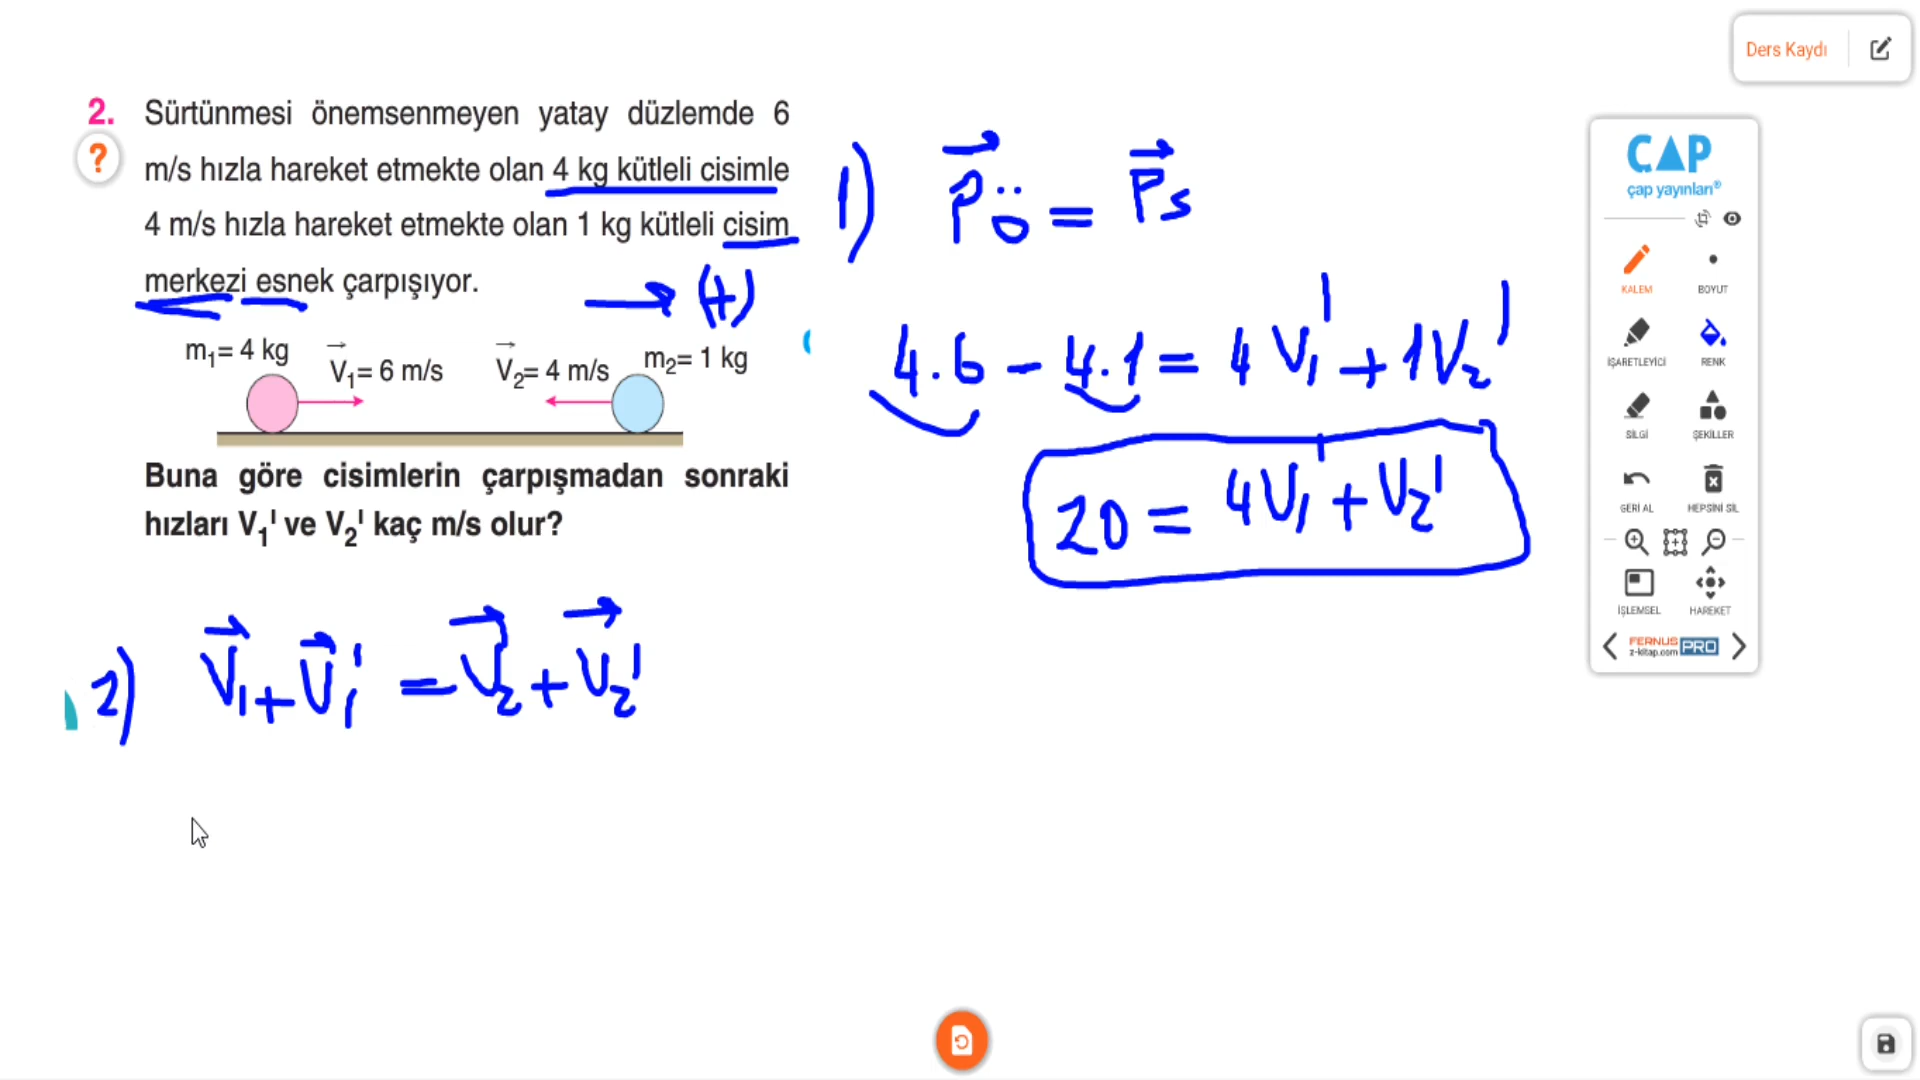 Ders Kaydı
2. Sürtünmesi önemsenmeyen yatay düzlemde 6
m/s hızla hareket etmekte olan 4 kg kütleli cisimle
4 m/s hızla hareket etmekte olan 1 kg kütleli cisim
merkezi esnek çarpışıyor.
?
→ (+)
m₁= 4 kg
V₁= 6 m/s
V₂= 4 m/s
m₂= 1 kg
Buna göre cisimlerin çarpışmadan sonraki
hızları V₁ᴵ ve V₂ᴵ kaç m/s olur?
1) Pö = Ps
4.6 - 4.1 = 4V₁' + 1V₂'
20 = 4V₁' + V₂'
2) V₁ + V₁' = V₂ + V₂'
ÇAP
çap yayınları®
KALEM
BOYUT
İŞARETLEYİCİ
RENK
SİLGİ
ŞEKİLLER
GERİ AL
HEPSİNİ SİL
İŞLEMSEL
HAREKET
FERNUS
z-kitap.com PRO